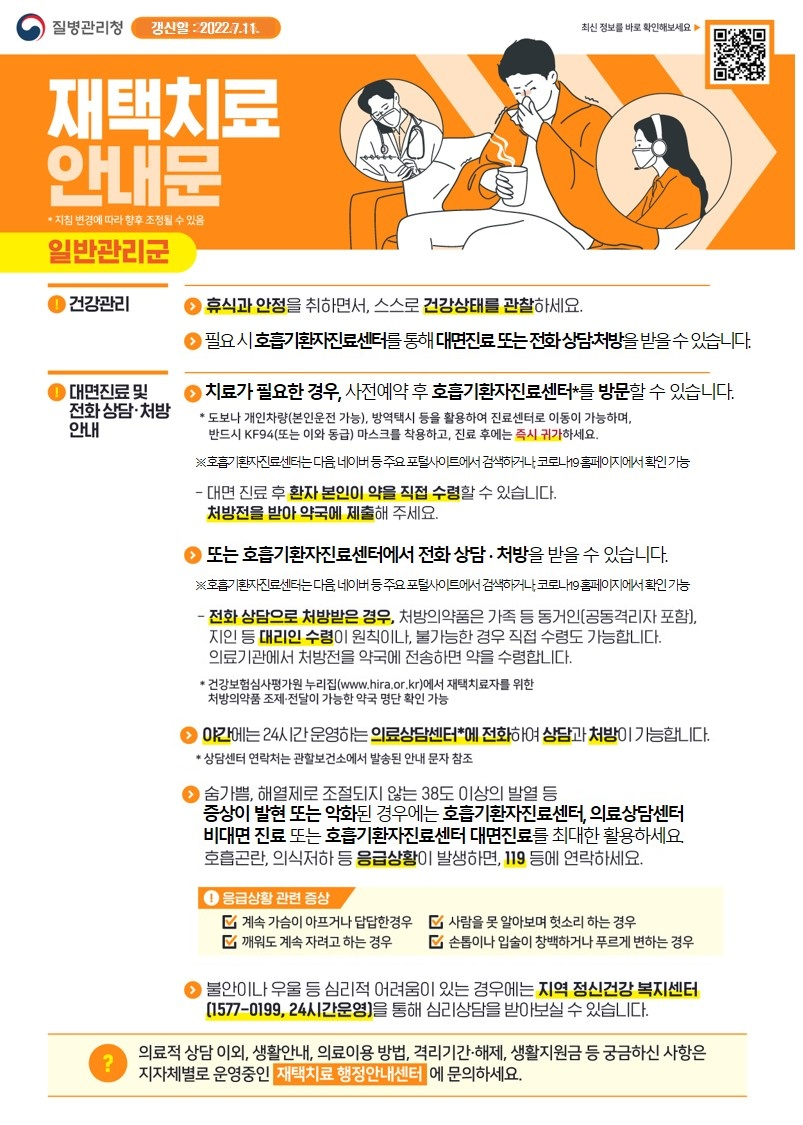 질병관리청
갱신일 : 2022.7.11.
최신 정보를 바로 확인해보세요 ▶
재택치료
안내문
* 지침 변경에 따라 향후 조정될 수 있음
일반관리군
건강관리
휴식과 안정을 취하면서, 스스로 건강상태를 관찰하세요.
필요 시 호흡기환자진료센터를 통해 대면진료 또는 전화 상담·처방을 받을 수 있습니다.
대면진료 및
전화 상담·처방
안내
치료가 필요한 경우, 사전예약 후 호흡기환자진료센터*를 방문할 수 있습니다.
* 도보나 개인차량(본인운전 가능), 방역택시 등을 활용하여 진료센터로 이동이 가능하며,
반드시 KF94(또는 이와 동급) 마스크를 착용하고, 진료 후에는 즉시 귀가하세요.
※ 호흡기환자진료센터는 다음, 네이버 등 주요 포털사이트에서 검색하거나, 코로나19 홈페이지에서 확인 가능
- 대면 진료 후 환자 본인이 약을 직접 수령할 수 있습니다.
처방전을 받아 약국에 제출해 주세요.
또는 호흡기환자진료센터에서 전화 상담 · 처방을 받을 수 있습니다.
※ 호흡기환자진료센터는 다음, 네이버 등 주요 포털사이트에서 검색하거나, 코로나19 홈페이지에서 확인 가능
- 전화 상담으로 처방받은 경우, 처방의약품은 가족 등 동거인(공동격리자 포함),
지인 등 대리인 수령이 원칙이나, 불가능한 경우 직접 수령도 가능합니다.
의료기관에서 처방전을 약국에 전송하면 약을 수령합니다.
* 건강보험심사평가원 누리집(www.hira.or.kr)에서 재택치료자를 위한
처방의약품 조제·전달이 가능한 약국 명단 확인 가능
야간에는 24시간 운영하는 의료상담센터*에 전화하여 상담과 처방이 가능합니다.
* 상담센터 연락처는 관할보건소에서 발송된 안내 문자 참조
숨가쁨, 해열제로 조절되지 않는 38도 이상의 발열 등
증상이 발현 또는 악화된 경우에는 호흡기환자진료센터, 의료상담센터
비대면 진료 또는 호흡기환자진료센터 대면진료를 최대한 활용하세요.
호흡곤란, 의식저하 등 응급상황이 발생하면, 119 등에 연락하세요.
응급상황 관련 증상
계속 가슴이 아프거나 답답한경우 사람을 못 알아보며 헛소리 하는 경우
깨워도 계속 자려고 하는 경우 손톱이나 입술이 창백하거나 푸르게 변하는 경우
불안이나 우울 등 심리적 어려움이 있는 경우에는 지역 정신건강 복지센터
(1577-0199, 24시간운영)을 통해 심리상담을 받아보실 수 있습니다.
의료적 상담 이외, 생활안내, 의료이용 방법, 격리기간·해제, 생활지원금 등 궁금하신 사항은
지자체별로 운영중인 재택치료 행정안내센터 에 문의하세요.